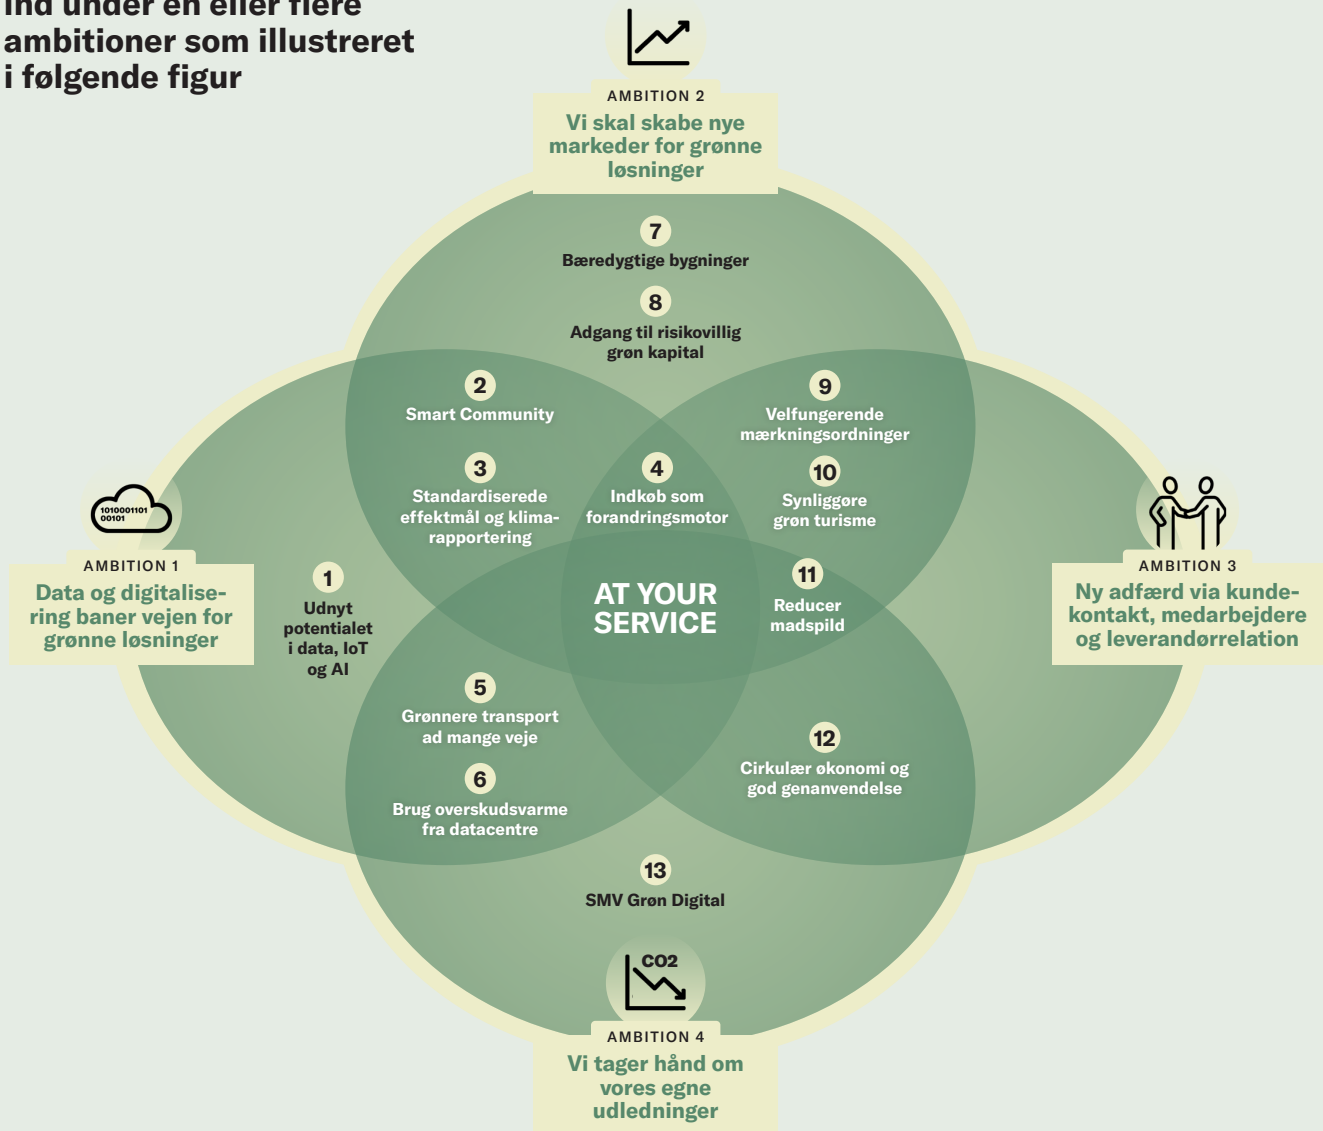 ind under en eller flere
ambitioner som illustreret
i følgende figur
AMBITION 2
Vi skal skabe nye
markeder for grønne
løsninger
7
Bæredygtige bygninger
8
Adgang til risikovillig
grøn kapital
2
Smart Community
9
Velfungerende
mærkningsordninger
3
Standardiserede
effektmål og klima-
rapportering
4
Indkøb som
forandringsmotor
10
Synliggøre
grøn turisme
1010001101
00101
AMBITION 1
Data og digitalise-
ring baner vejen for
grønne løsninger
1
Udnyt
potentialet
i data, IoT
og AI
AT YOUR
SERVICE
11
Reducer
madspild
AMBITION 3
Ny adfærd via kunde-
kontakt, medarbejdere
og leverandørrelation
5
Grønnere transport
ad mange veje
6
Brug overskudsvarme
fra datacentre
12
Cirkulær økonomi og
god genanvendelse
13
SMV Grøn Digital
CO2
AMBITION 4
Vi tager hånd om
vores egne
udledninger